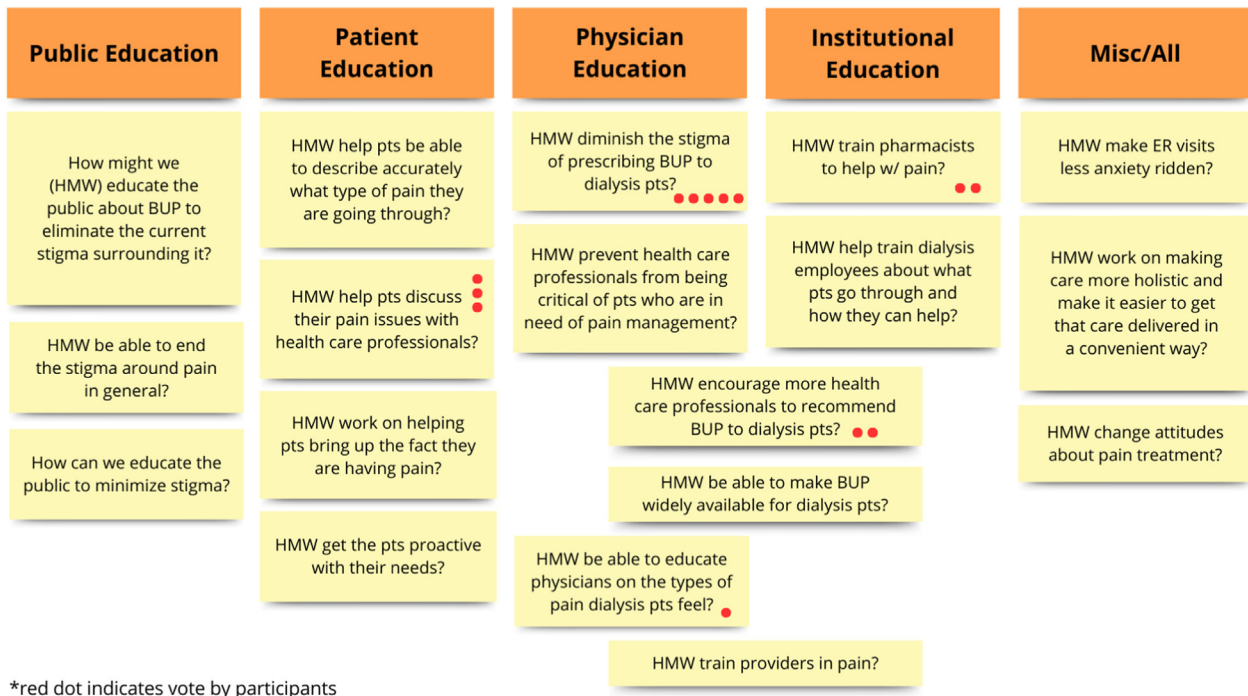 Public Education
Patient
Education
Physician
Education
Institutional
Education
Misc/All
How might we
(HMW) educate the
public about BUP to
eliminate the current
stigma surrounding it?
HMW be able to end
the stigma around pain
in general?
How can we educate the
public to minimize stigma?
HMW help pts be able
to describe accurately
what type of pain they
are going through?
HMW help pts discuss
their pain issues with
health care professionals?
HMW work on helping
pts bring up the fact they
are having pain?
HMW get the pts proactive
with their needs?
HMW diminish the stigma
of prescribing BUP to
dialysis pts?
HMW prevent health care
professionals from being
critical of pts who are in
need of pain management?
HMW train pharmacists
to help w/ pain?
HMW help train dialysis
employees about what
pts go through and
how they can help?
HMW encourage more health
care professionals to recommend
BUP to dialysis pts?
HMW be able to make BUP
widely available for dialysis pts?
HMW be able to educate
physicians on the types of
pain dialysis pts feel?
HMW train providers in pain?
HMW make ER visits
less anxiety ridden?
HMW work on making
care more holistic and
make it easier to get
that care delivered in
a convenient way?
HMW change attitudes
about pain treatment?
*red dot indicates vote by participants